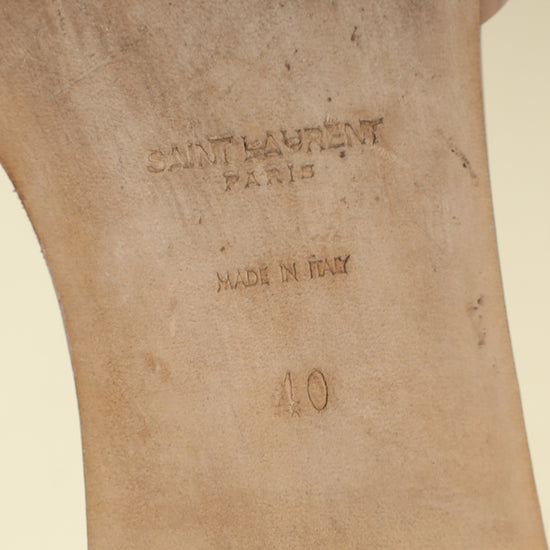 SAINT LAURENT
PARIS
MADE IN ITALY
40